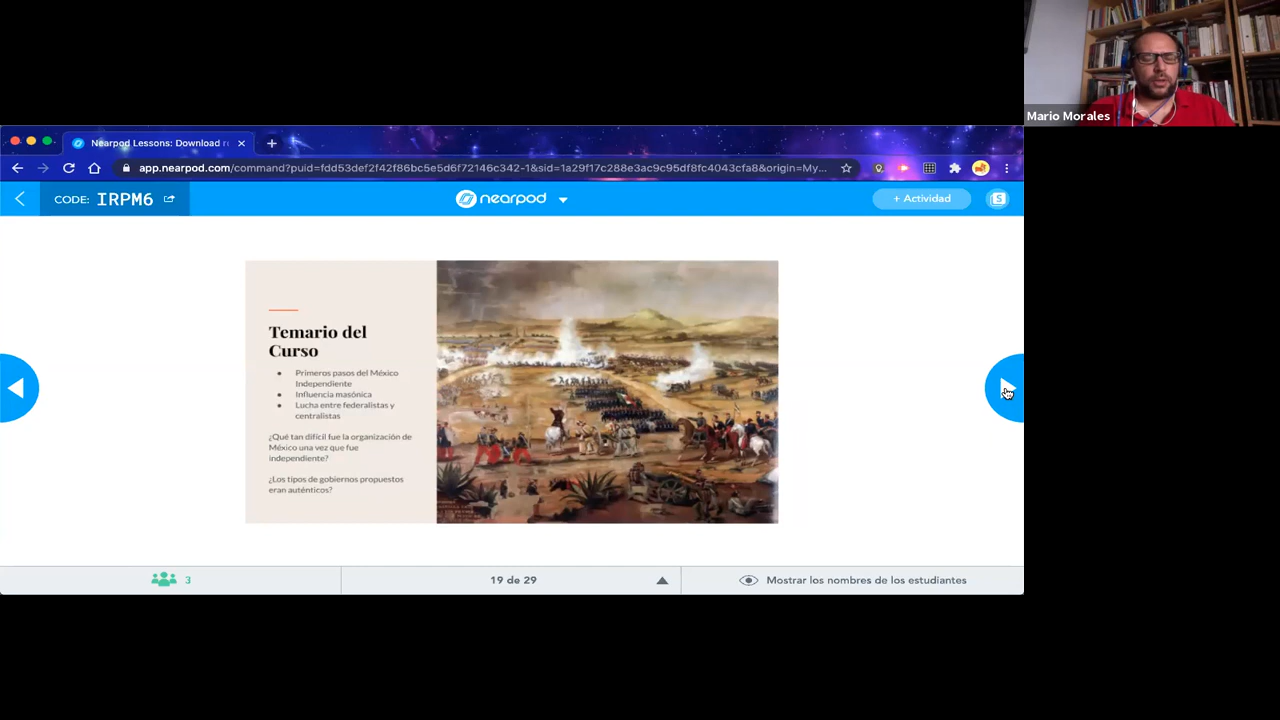 Mario Morales
Nearpod Lessons: Download r
app.nearpod.com/command?puid=fdd53def2f42f86bc5e5d6f72146c342-1&sid=1a29f17c288e3ac9c95df8fc4043cfa8&origin=My...
CODE: IRPM6
nearpod
+ Actividad
S
Temario del
Curso
● Primeros pasos del México
Independiente
● Influencia masónica
● Lucha entre federalistas y
centralistas
¿Qué tan difícil fue la organización de
México una vez que fue
independiente?
¿Los tipos de gobiernos propuestos
eran auténticos?
3
19 de 29
Mostrar los nombres de los estudiantes